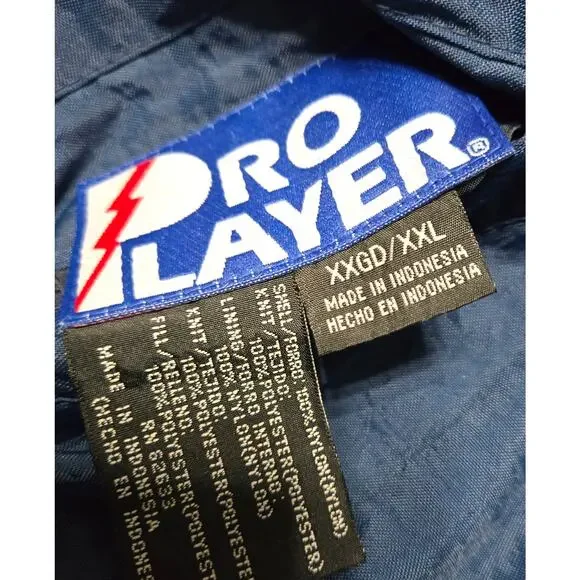 PRO
PLAYER®
XXGD/XXL
MADE IN INDONESIA
HECHO EN INDONESIA
SHELL/FORRO: 100% NYLON(NYLON)
KNIT/TEJIDO:
100% POLYESTER(POLYESTER)
LINING/FORRO INTERNO:
100% NYLON(NYLON)
KNIT/TEJIDO:
100% POLYESTER(POLYESTER)
FILL/RELLENO:
100% POLYESTER(POLYESTER)
RN 62633
MADE IN INDONESIA
(HECHO EN INDONESIA